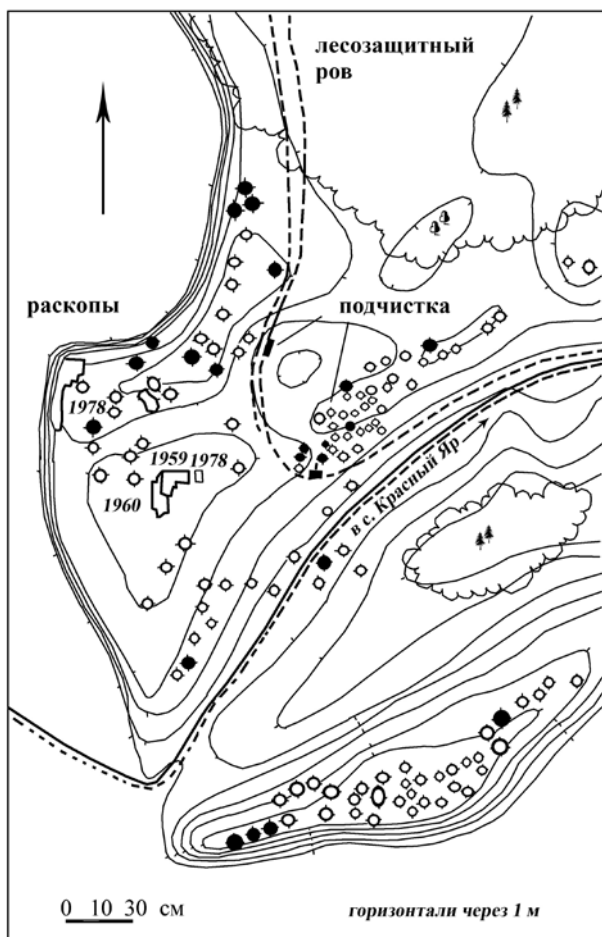 лесозащитный
ров
раскопы
подчистка
1978
1959 1978
1960
в с. Красный Яр
0 10 30 см
горизонтали через 1 м